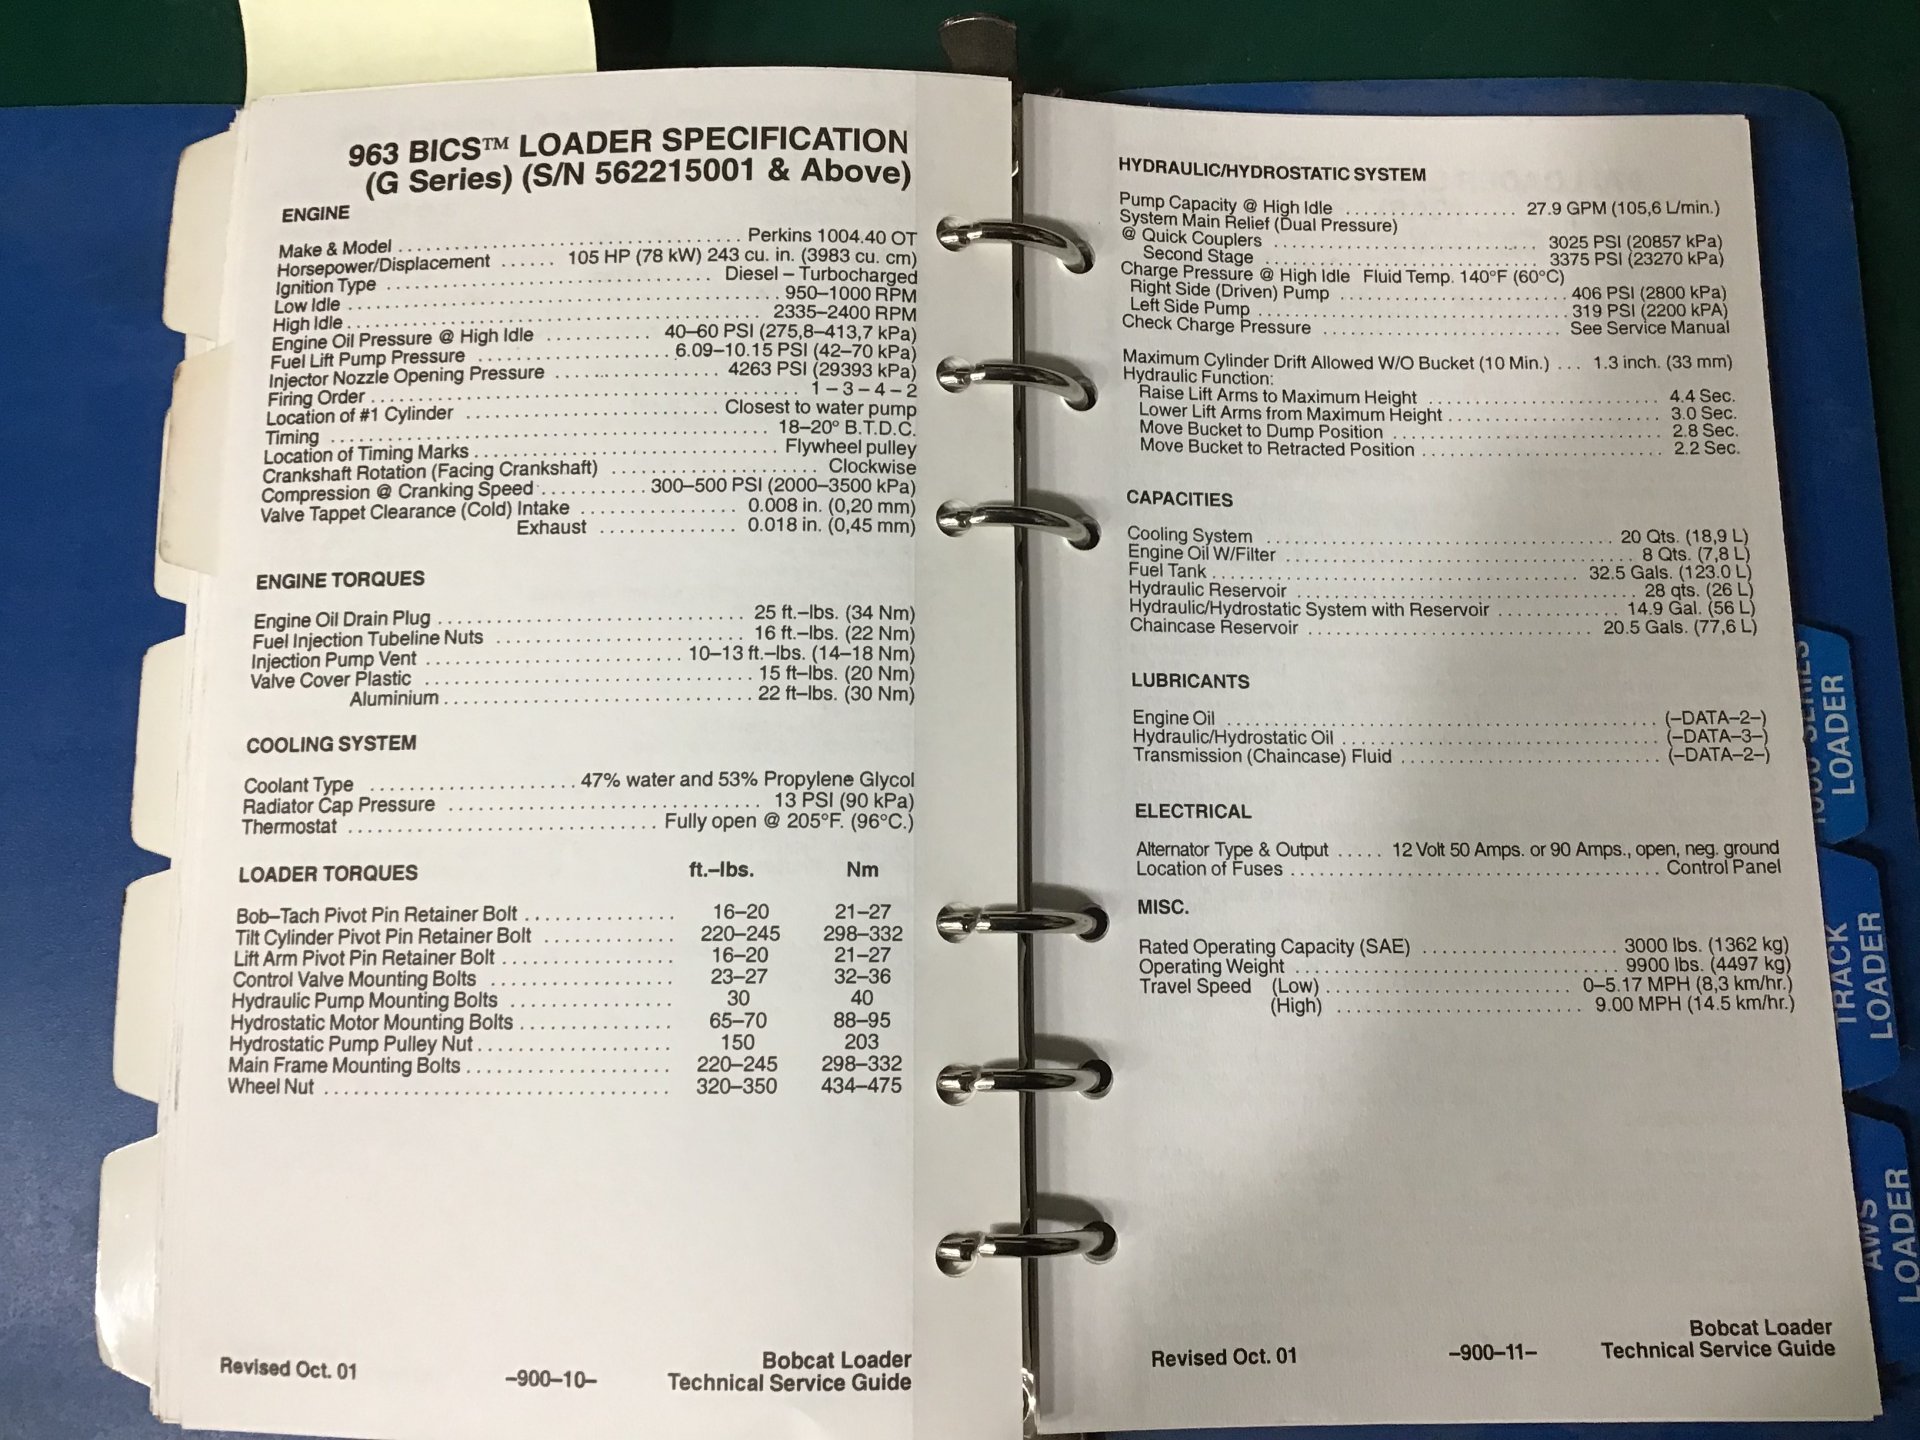 963 BICS™ LOADER SPECIFICATION
(G Series) (S/N 562215001 & Above)
ENGINE
Make & Model ........ Perkins 1004.40 OT
Horsepower/Displacement ...... 105 HP (78 kW) 243 cu. in. (3983 cu. cm)
Ignition Type ........ Diesel – Turbocharged
Low Idle ........ 950–1000 RPM
High Idle ........ 2335–2400 RPM
Engine Oil Pressure @ High Idle ........ 40–60 PSI (275,8–413,7 kPa)
Fuel Lift Pump Pressure ........ 6.09–10.15 PSI (42–70 kPa)
Injector Nozzle Opening Pressure ........ 4263 PSI (29393 kPa)
Firing Order ........ 1 – 3 – 4 – 2
Location of #1 Cylinder ........ Closest to water pump
Timing ........ 18–20° B.T.D.C.
Location of Timing Marks ........ Flywheel pulley
Crankshaft Rotation (Facing Crankshaft) ........ Clockwise
Compression @ Cranking Speed ........ 300–500 PSI (2000–3500 kPa)
Valve Tappet Clearance (Cold) Intake ........ 0.008 in. (0,20 mm)
Exhaust ........ 0.018 in. (0,45 mm)
ENGINE TORQUES
Engine Oil Drain Plug ........ 25 ft.–lbs. (34 Nm)
Fuel Injection Tubeline Nuts ........ 16 ft.–lbs. (22 Nm)
Injection Pump Vent ........ 10–13 ft.–lbs. (14–18 Nm)
Valve Cover Plastic ........ 15 ft–lbs. (20 Nm)
Aluminium ........ 22 ft–lbs. (30 Nm)
COOLING SYSTEM
Coolant Type ........ 47% water and 53% Propylene Glycol
Radiator Cap Pressure ........ 13 PSI (90 kPa)
Thermostat ........ Fully open @ 205°F. (96°C.)
LOADER TORQUES ft.–lbs. Nm
Bob–Tach Pivot Pin Retainer Bolt ........ 16–20 21–27
Tilt Cylinder Pivot Pin Retainer Bolt ........ 220–245 298–332
Lift Arm Pivot Pin Retainer Bolt ........ 16–20 21–27
Control Valve Mounting Bolts ........ 23–27 32–36
Hydraulic Pump Mounting Bolts ........ 30 40
Hydrostatic Motor Mounting Bolts ........ 65–70 88–95
Hydrostatic Pump Pulley Nut ........ 150 203
Main Frame Mounting Bolts ........ 220–245 298–332
Wheel Nut ........ 320–350 434–475
Revised Oct. 01
–900–10–
Bobcat Loader
Technical Service Guide
HYDRAULIC/HYDROSTATIC SYSTEM
Pump Capacity @ High Idle ........ 27.9 GPM (105,6 L/min.)
System Main Relief (Dual Pressure)
@ Quick Couplers ........ 3025 PSI (20857 kPa)
Second Stage ........ 3375 PSI (23270 kPa)
Charge Pressure @ High Idle Fluid Temp. 140°F (60°C)
Right Side (Driven) Pump ........ 406 PSI (2800 kPa)
Left Side Pump ........ 319 PSI (2200 kPA)
Check Charge Pressure ........ See Service Manual
Maximum Cylinder Drift Allowed W/O Bucket (10 Min.) ... 1.3 inch. (33 mm)
Hydraulic Function:
Raise Lift Arms to Maximum Height ........ 4.4 Sec.
Lower Lift Arms from Maximum Height ........ 3.0 Sec.
Move Bucket to Dump Position ........ 2.8 Sec.
Move Bucket to Retracted Position ........ 2.2 Sec.
CAPACITIES
Cooling System ........ 20 Qts. (18,9 L)
Engine Oil W/Filter ........ 8 Qts. (7,8 L)
Fuel Tank ........ 32.5 Gals. (123.0 L)
Hydraulic Reservoir ........ 28 qts. (26 L)
Hydraulic/Hydrostatic System with Reservoir ........ 14.9 Gal. (56 L)
Chaincase Reservoir ........ 20.5 Gals. (77,6 L)
LUBRICANTS
Engine Oil ........ (–DATA–2–)
Hydraulic/Hydrostatic Oil ........ (–DATA–3–)
Transmission (Chaincase) Fluid ........ (–DATA–2–)
ELECTRICAL
Alternator Type & Output ..... 12 Volt 50 Amps. or 90 Amps., open, neg. ground
Location of Fuses ........ Control Panel
MISC.
Rated Operating Capacity (SAE) ........ 3000 lbs. (1362 kg)
Operating Weight ........ 9900 lbs. (4497 kg)
Travel Speed (Low) ........ 0–5.17 MPH (8,3 km/hr.)
(High) ........ 9.00 MPH (14.5 km/hr.)
Revised Oct. 01
–900–11–
Bobcat Loader
Technical Service Guide
SERIES
LOADER
TRACK
LOADER
AWS
LOADER